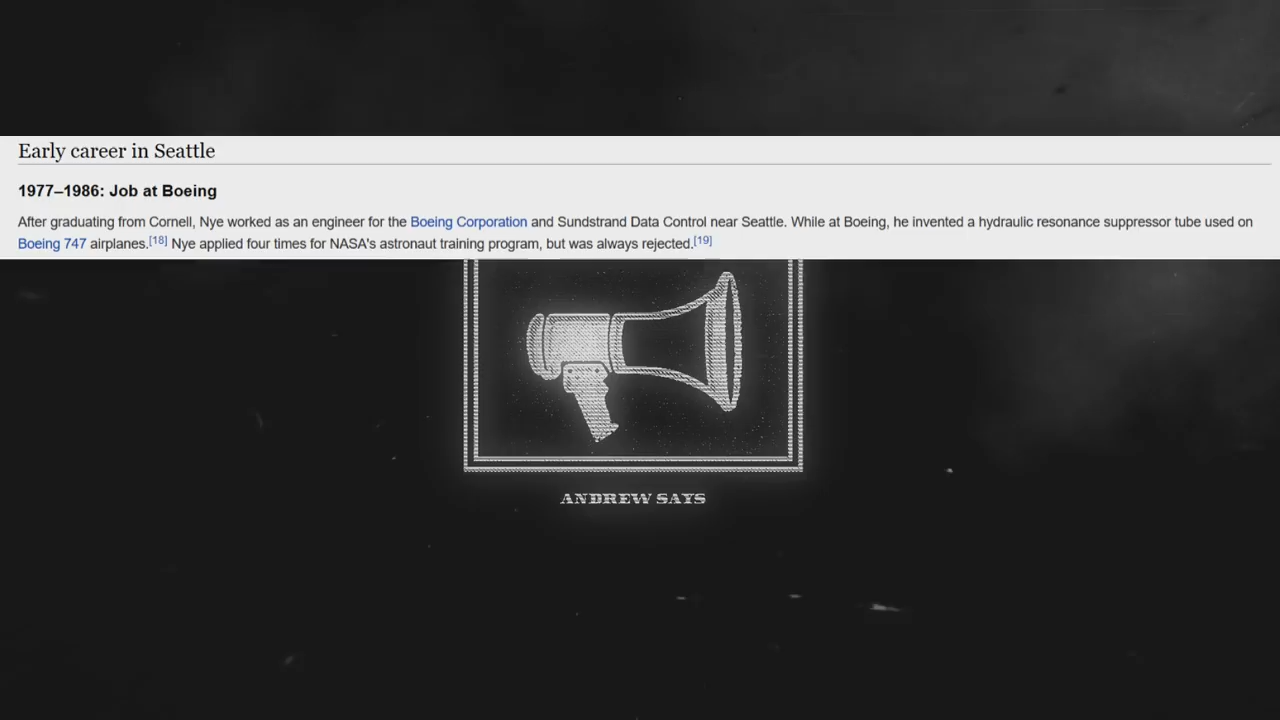 Early career in Seattle
1977–1986: Job at Boeing
After graduating from Cornell, Nye worked as an engineer for the Boeing Corporation and Sundstrand Data Control near Seattle. While at Boeing, he invented a hydraulic resonance suppressor tube used on
Boeing 747 airplanes.[18] Nye applied four times for NASA's astronaut training program, but was always rejected.[19]
ANDREW SAYS